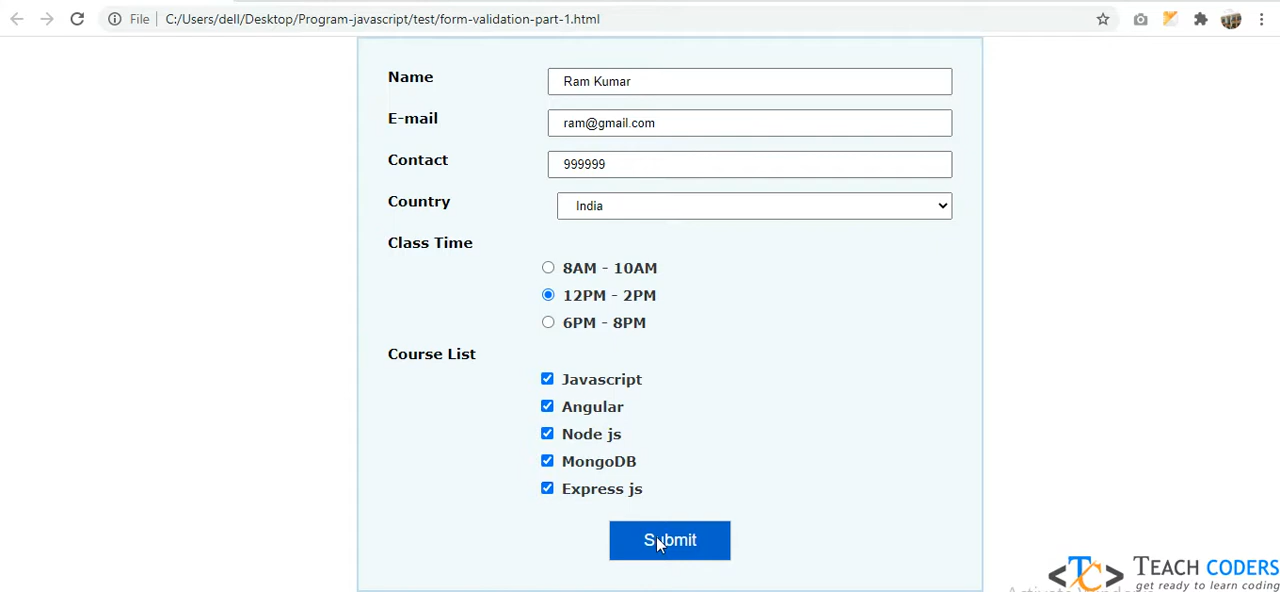 File C:/Users/dell/Desktop/Program-javascript/test/form-validation-part-1.html
Name Ram Kumar
E-mail ram@gmail.com
Contact 999999
Country India
Class Time
8AM - 10AM
12PM - 2PM
6PM - 8PM
Course List
Javascript
Angular
Node js
MongoDB
Express js
Submit
<TC> TEACH CODERS
get ready to learn coding